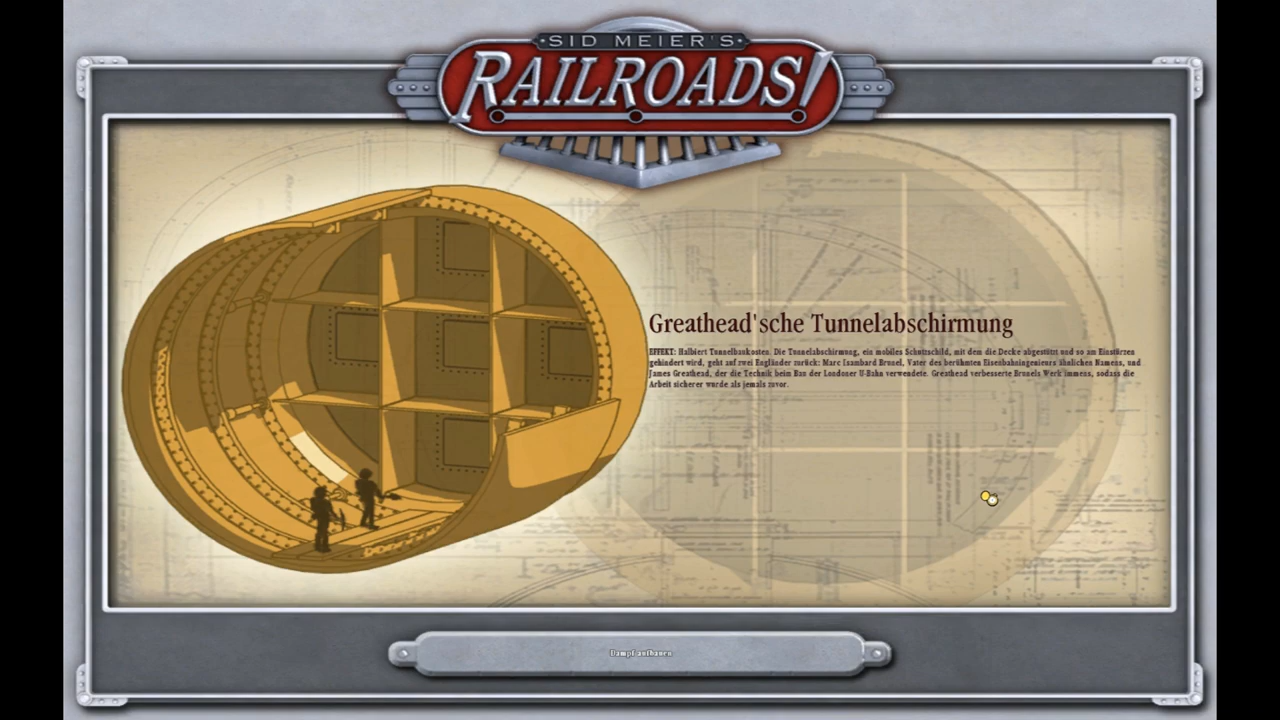 SID MEIER'S
RAILROADS!
Greathead'sche Tunnelabschirmung
EFFEKT: Halbiert Tunnelbaukosten. Die Tunnelabschirmung, ein mobiles Schutzschild, mit dem die Decke abgestützt und so am Einstürzen
gehindert wird, geht auf zwei Engländer zurück: Marc Isambard Brunel, Vater des berühmten Eisenbahningenieurs ähnlichen Namens, und
James Greathead, der die Technik beim Bau der Londoner U-Bahn verwendete. Greathead verbesserte Brunels Werk immens, sodass die
Arbeit sicherer wurde als jemals zuvor.
Dampf aufbauen